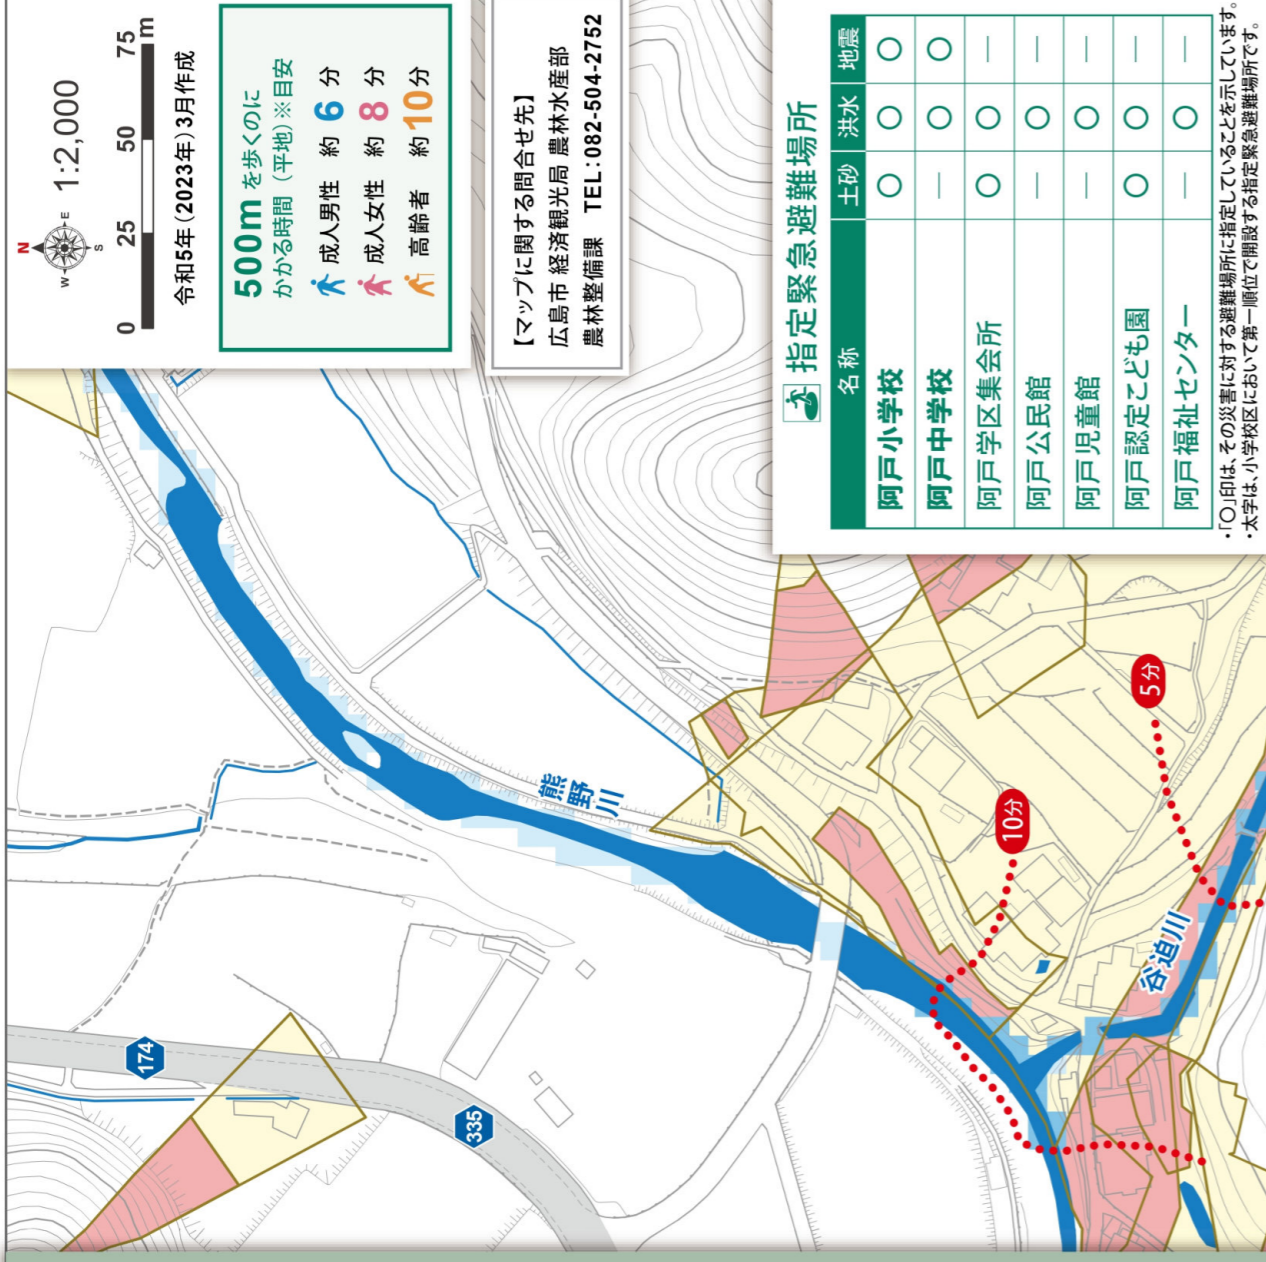 N
E
S
W
1:2,000
0 25 50 75 m
令和5年(2023年)3月作成
500m を歩くのに
かかる時間(平地)※目安
成人男性 約 6 分
成人女性 約 8 分
高齢者 約 10分
【マップに関する問合せ先】
広島市 経済観光局 農林水産部
農林整備課 TEL:082-504-2752
指定緊急避難場所
名称 土砂 洪水 地震
阿戸小学校 ○ ○ ○
阿戸中学校 － ○ ○
阿戸学区集会所 ○ ○ －
阿戸公民館 － ○ －
阿戸児童館 － ○ －
阿戸認定こども園 ○ ○ －
阿戸福祉センター － ○ －
・「○」印は、その災害に対する避難場所に指定していることを示しています。
・太字は、小学校区において第一順位で開設する指定緊急避難場所です。
熊野川
谷迫川
5分
10分
174
335